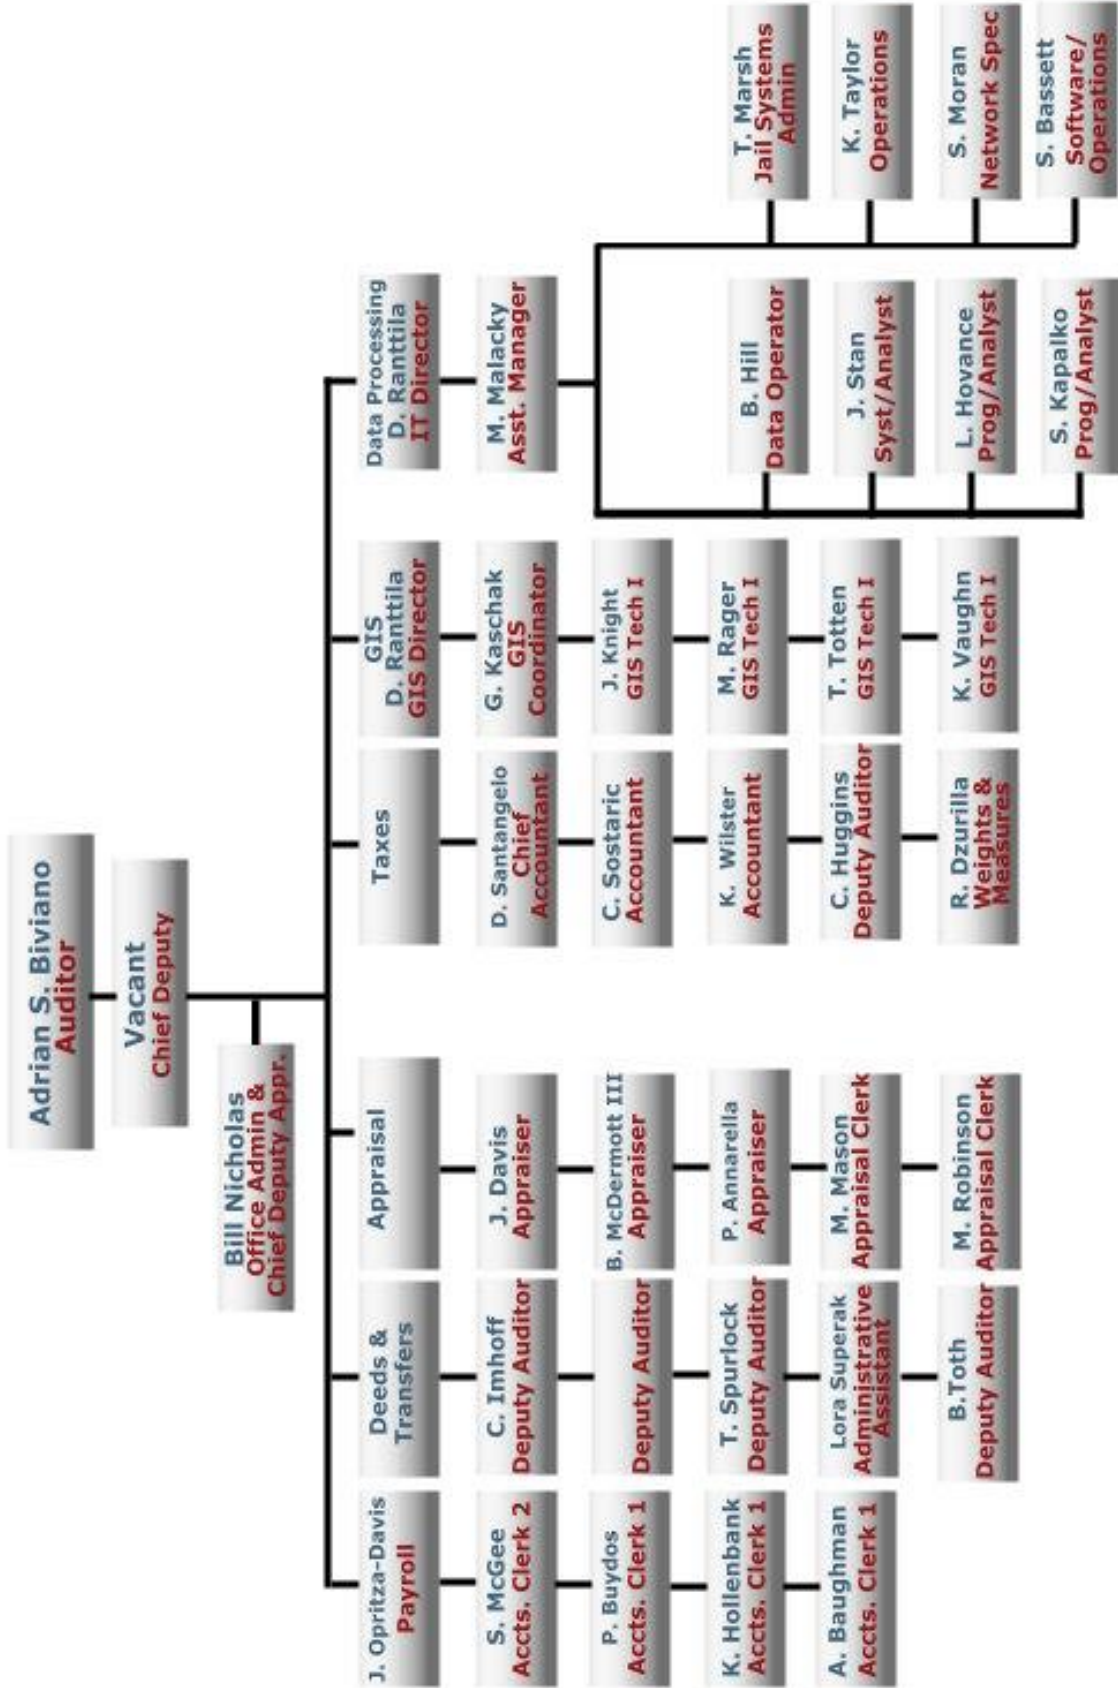 Adrian S. Biviano
Auditor
Vacant
Chief Deputy
Bill Nicholas
Office Admin &
Chief Deputy Appr.
J. Opritza-Davis
Payroll
S. McGee
Accts. Clerk 2
P. Buydos
Accts. Clerk 1
K. Hollenbank
Accts. Clerk 1
A. Baughman
Accts. Clerk 1
Deeds &
Transfers
C. Imhoff
Deputy Auditor
Deputy Auditor
T. Spurlock
Deputy Auditor
Lora Superak
Administrative
Assistant
B.Toth
Deputy Auditor
Appraisal
J. Davis
Appraiser
B. McDermott III
Appraiser
P. Annarella
Appraiser
M. Mason
Appraisal Clerk
M. Robinson
Appraisal Clerk
Taxes
D. Santangelo
Chief
Accountant
C. Sostaric
Accountant
K. Wister
Accountant
C. Huggins
Deputy Auditor
R. Dzurilla
Weights &
Measures
GIS
D. Ranttila
GIS Director
G. Kaschak
GIS
Coordinator
J. Knight
GIS Tech I
M. Rager
GIS Tech I
T. Totten
GIS Tech I
K. Vaughn
GIS Tech I
Data Processing
D. Ranttila
IT Director
M. Malacky
Asst. Manager
B. Hill
Data Operator
J. Stan
Syst/Analyst
L. Hovance
Prog/Analyst
S. Kapalko
Prog/Analyst
T. Marsh
Jail Systems
Admin
K. Taylor
Operations
S. Moran
Network Spec
S. Bassett
Software/
Operations